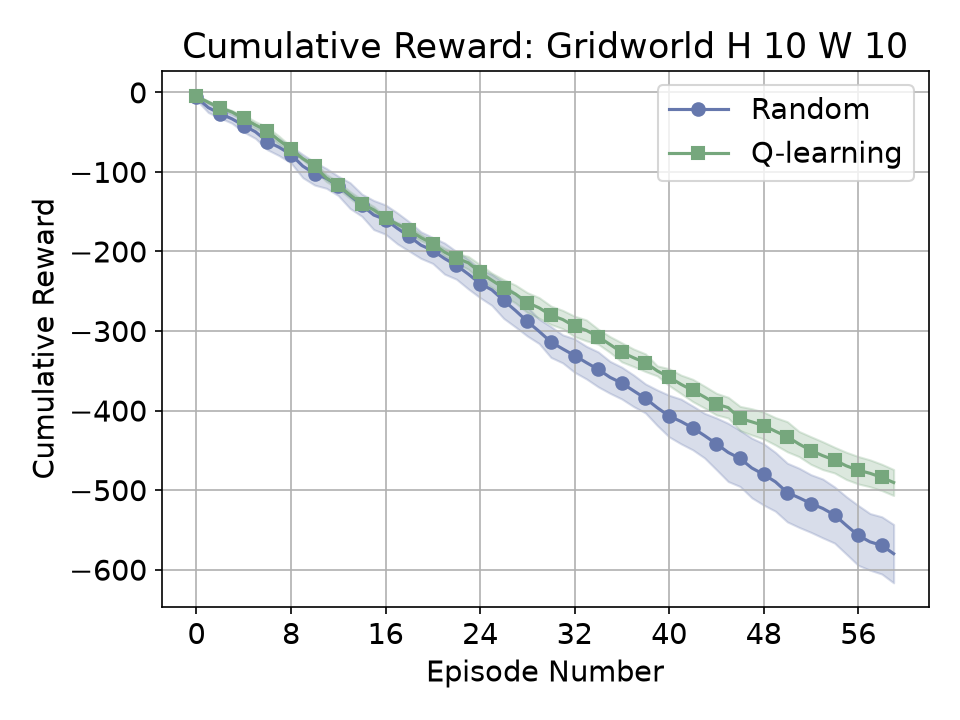 Cumulative Reward: Gridworld H 10 W 10
0
−100
−200
−300
−400
−500
−600
Cumulative Reward
Random
Q-learning
0 8 16 24 32 40 48 56
Episode Number